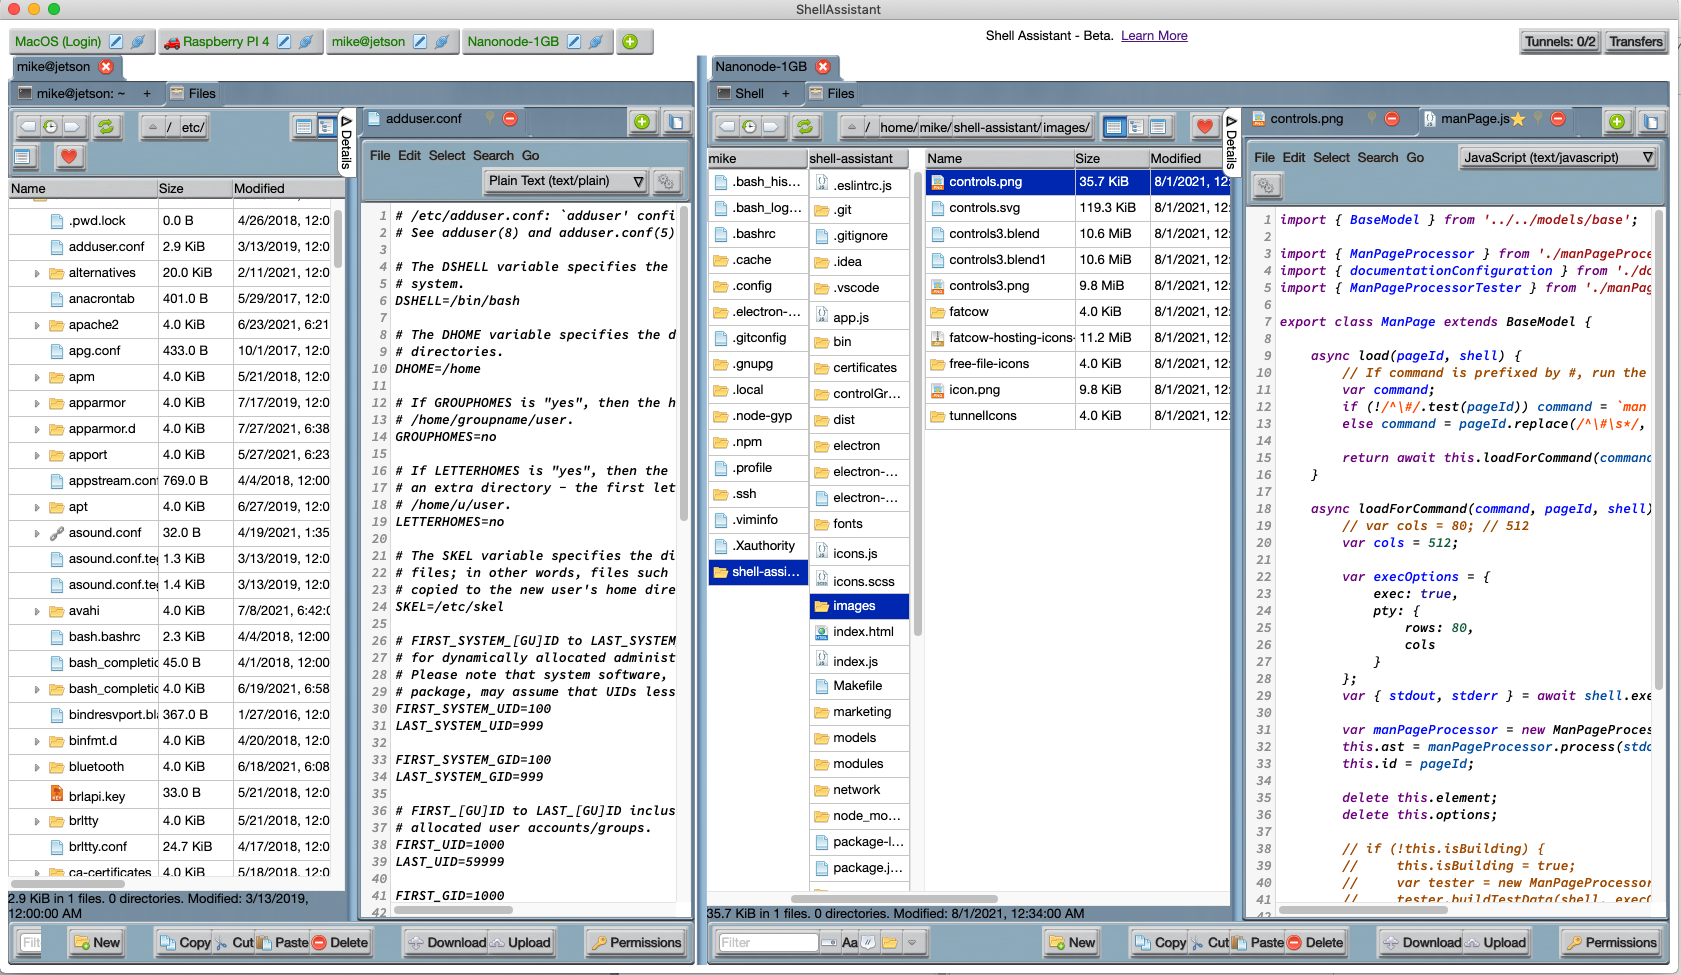 ShellAssistant
MacOS (Login) Raspberry PI 4 mike@jetson Nanonode-1GB
Shell Assistant - Beta. Learn More
Tunnels: 0/2 Transfers
mike@jetson
mike@jetson: ~ + Files
/ etc/
Details
Name Size Modified
.pwd.lock 0.0 B 4/26/2018, 12:0
adduser.conf 2.9 KiB 3/13/2019, 12:0
alternatives 20.0 KiB 2/11/2021, 12:0
anacrontab 401.0 B 5/29/2017, 12:0
apache2 4.0 KiB 6/23/2021, 6:21
apg.conf 433.0 B 10/1/2017, 12:0
apm 4.0 KiB 5/21/2018, 12:0
apparmor 4.0 KiB 7/17/2019, 12:0
apparmor.d 4.0 KiB 7/27/2021, 6:38
apport 4.0 KiB 5/27/2021, 6:23
appstream.conf 769.0 B 4/4/2018, 12:00
apt 4.0 KiB 6/27/2019, 12:0
asound.conf 32.0 B 4/19/2021, 1:35
asound.conf.te 1.3 KiB 3/13/2019, 12:0
asound.conf.te 1.4 KiB 3/13/2019, 12:0
avahi 4.0 KiB 7/8/2021, 6:42:0
bash.bashrc 2.3 KiB 4/4/2018, 12:00
bash_completic 45.0 B 4/1/2018, 12:00
bash_completic 4.0 KiB 6/19/2021, 6:58
bindresvport.bl 367.0 B 1/27/2016, 12:0
binfmt.d 4.0 KiB 4/20/2018, 12:0
bluetooth 4.0 KiB 6/18/2021, 6:08
brlapi.key 33.0 B 5/21/2018, 12:0
brltty 4.0 KiB 5/21/2018, 12:0
brltty.conf 24.7 KiB 4/17/2018, 12:0
ca-certificates 4.0 KiB 5/18/2018, 12:0
2.9 KiB in 1 files. 0 directories. Modified: 3/13/2019,
12:00:00 AM
adduser.conf
File Edit Select Search Go
Plain Text (text/plain)
1 # /etc/adduser.conf: `adduser' confi
2 # See adduser(8) and adduser.conf(5)
3
4 # The DSHELL variable specifies the
5 # system.
6 DSHELL=/bin/bash
7
8 # The DHOME variable specifies the d
9 # directories.
10 DHOME=/home
11
12 # If GROUPHOMES is "yes", then the h
13 # /home/groupname/user.
14 GROUPHOMES=no
15
16 # If LETTERHOMES is "yes", then the
17 # an extra directory - the first let
18 # /home/u/user.
19 LETTERHOMES=no
20
21 # The SKEL variable specifies the di
22 # files; in other words, files such
23 # copied to the new user's home dire
24 SKEL=/etc/skel
25
26 # FIRST_SYSTEM_[GU]ID to LAST_SYSTEM
27 # for dynamically allocated administ
28 # Please note that system software,
29 # package, may assume that UIDs less
30 FIRST_SYSTEM_UID=100
31 LAST_SYSTEM_UID=999
32
33 FIRST_SYSTEM_GID=100
34 LAST_SYSTEM_GID=999
35
36 # FIRST_[GU]ID to LAST_[GU]ID inclus
37 # allocated user accounts/groups.
38 FIRST_UID=1000
39 LAST_UID=59999
40
41 FIRST_GID=1000
42
Filt New Copy Cut Paste Delete Download Upload Permissions
Nanonode-1GB
Shell + Files
/ home/mike/shell-assistant/images/
Details
mike
.bash_his...
.bash_log...
.bashrc
.cache
.config
.electron-...
.gitconfig
.gnupg
.local
.node-gyp
.npm
.profile
.ssh
.viminfo
.Xauthority
shell-assi...
shell-assistant
.eslintrc.js
.git
.gitignore
.idea
.vscode
app.js
bin
certificates
controlGr...
dist
electron
electron-...
electron-...
fonts
icons.js
icons.scss
images
index.html
index.js
Makefile
marketing
models
modules
network
node_mo...
package-l...
package.j...
Name Size Modified
controls.png 35.7 KiB 8/1/2021, 12:
controls.svg 119.3 KiB 8/1/2021, 12:
controls3.blend 10.6 MiB 8/1/2021, 12:
controls3.blend1 10.6 MiB 8/1/2021, 12:
controls3.png 9.8 MiB 8/1/2021, 12:
fatcow 4.0 KiB 8/1/2021, 12:
fatcow-hosting-icons- 11.2 MiB 8/1/2021, 12:
free-file-icons 4.0 KiB 8/1/2021, 12:
icon.png 9.8 KiB 8/1/2021, 12:
tunnelIcons 4.0 KiB 8/1/2021, 12:
35.7 KiB in 1 files. 0 directories. Modified: 8/1/2021, 12:34:00 AM
controls.png manPage.js
File Edit Select Search Go JavaScript (text/javascript)
1 import { BaseModel } from '../../models/base';
2
3 import { ManPageProcessor } from './manPageProce
4 import { documentationConfiguration } from './do
5 import { ManPageProcessorTester } from './manPag
6
7 export class ManPage extends BaseModel {
8
9 async load(pageId, shell) {
10 // If command is prefixed by #, run the
11 var command;
12 if (!/^\#/.test(pageId)) command = `man
13 else command = pageId.replace(/^\#\s*/,
14
15 return await this.loadForCommand(command
16 }
17
18 async loadForCommand(command, pageId, shell)
19 // var cols = 80; // 512
20 var cols = 512;
21
22 var execOptions = {
23 exec: true,
24 pty: {
25 rows: 80,
26 cols
27 }
28 };
29 var { stdout, stderr } = await shell.exe
30
31 var manPageProcessor = new ManPageProces
32 this.ast = manPageProcessor.process(stdo
33 this.id = pageId;
34
35 delete this.element;
36 delete this.options;
37
38 // if (!this.isBuilding) {
39 // this.isBuilding = true;
40 // var tester = new ManPageProcessor
41 // tester.buildTestData(shell, execO
42
Filter Aa New Copy Cut Paste Delete Download Upload Permissions